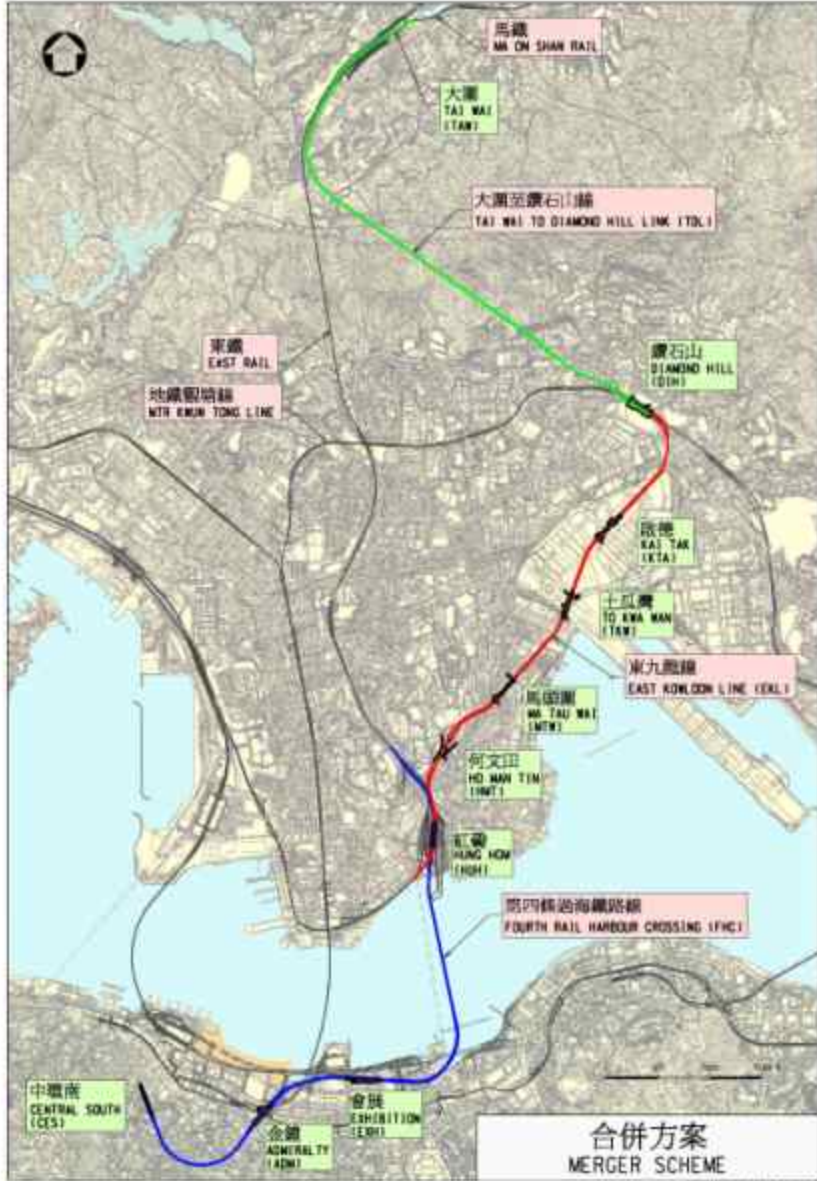 馬鐵
MA ON SHAN RAIL
大圍
TAI WAI
(TAW)
大圍至鑽石山線
TAI WAI TO DIAMOND HILL LINK (TDL)
東鐵
EAST RAIL
地鐵觀塘線
MTR KWUN TONG LINE
鑽石山
DIAMOND HILL
(DIH)
啟德
KAI TAK
(KTA)
土瓜灣
TO KWA WAN
(TKW)
東九龍線
EAST KOWLOON LINE (EKL)
馬頭圍
MA TAU WAI
(MTW)
何文田
HO MAN TIN
(HMT)
紅磡
HUNG HOM
(HUH)
第四條過海鐵路線
FOURTH RAIL HARBOUR CROSSING (FHC)
中環南
CENTRAL SOUTH
(CES)
會展
EXHIBITION
(EXH)
金鐘
ADMIRALTY
(ADM)
合併方案
MERGER SCHEME